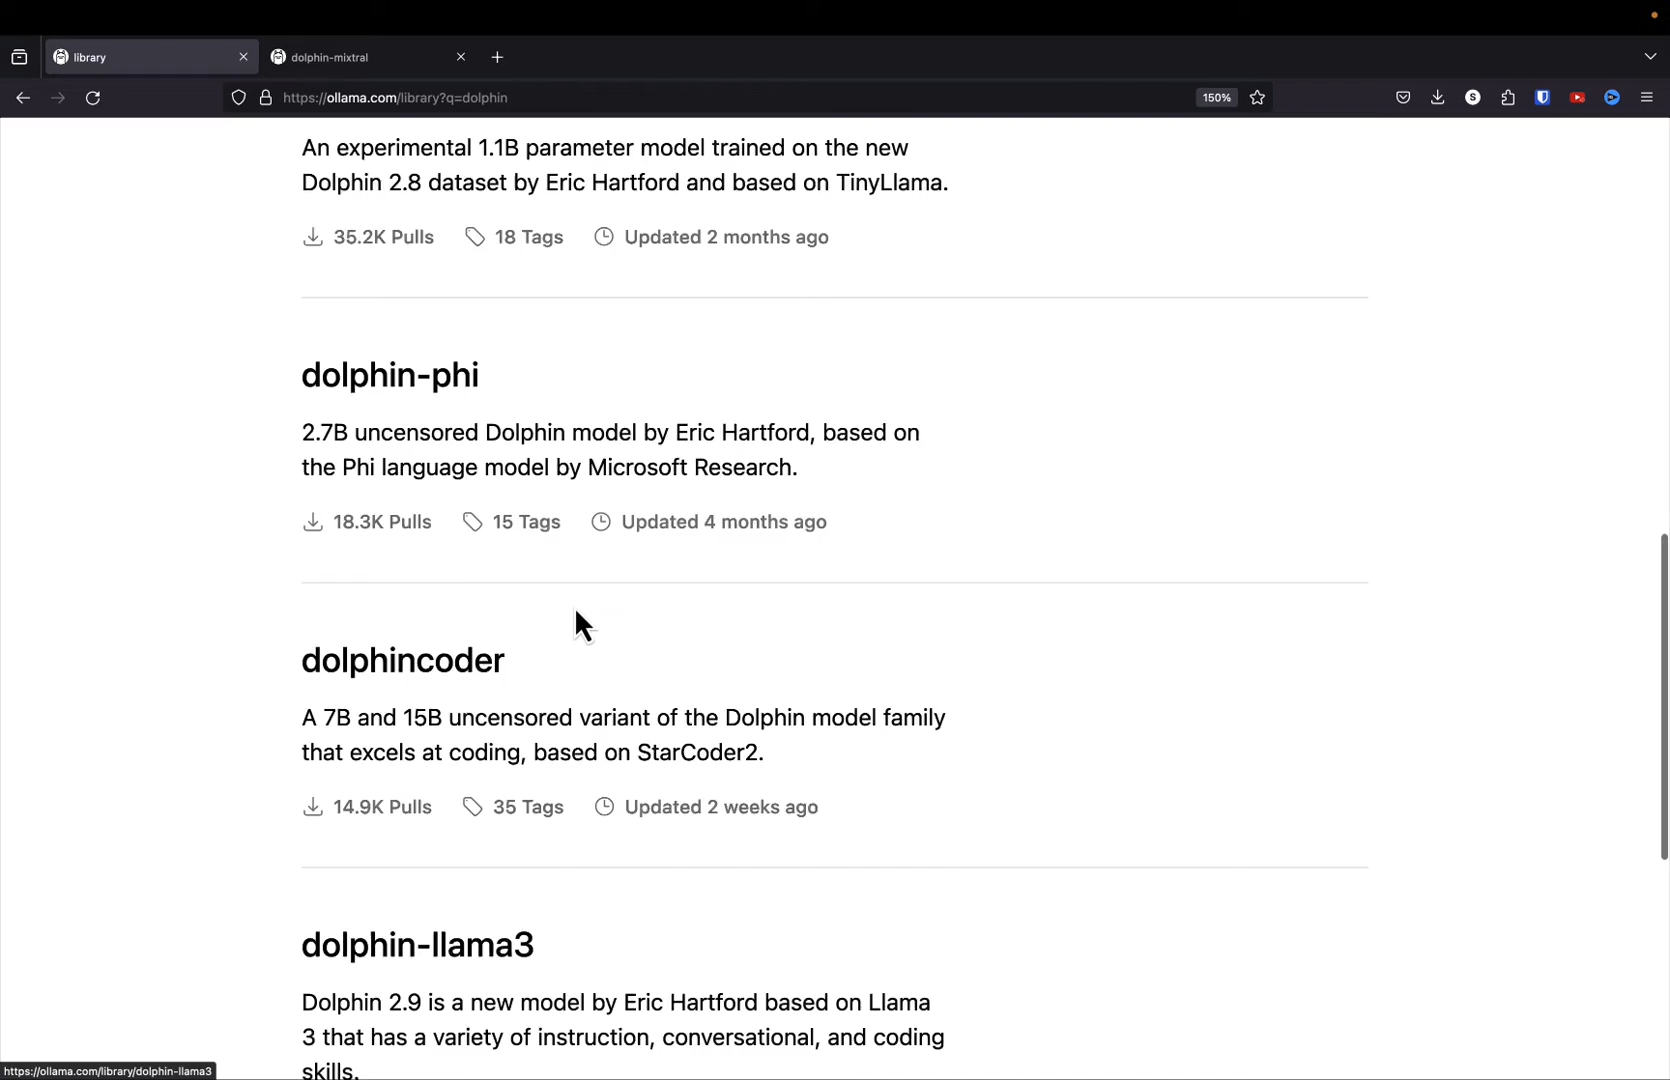 library
dolphin-mixtral
https://ollama.com/library?q=dolphin
150%
S
An experimental 1.1B parameter model trained on the new
Dolphin 2.8 dataset by Eric Hartford and based on TinyLlama.
35.2K Pulls 18 Tags Updated 2 months ago
dolphin-phi
2.7B uncensored Dolphin model by Eric Hartford, based on
the Phi language model by Microsoft Research.
18.3K Pulls 15 Tags Updated 4 months ago
dolphincoder
A 7B and 15B uncensored variant of the Dolphin model family
that excels at coding, based on StarCoder2.
14.9K Pulls 35 Tags Updated 2 weeks ago
dolphin-llama3
Dolphin 2.9 is a new model by Eric Hartford based on Llama
3 that has a variety of instruction, conversational, and coding
skills.
https://ollama.com/library/dolphin-llama3